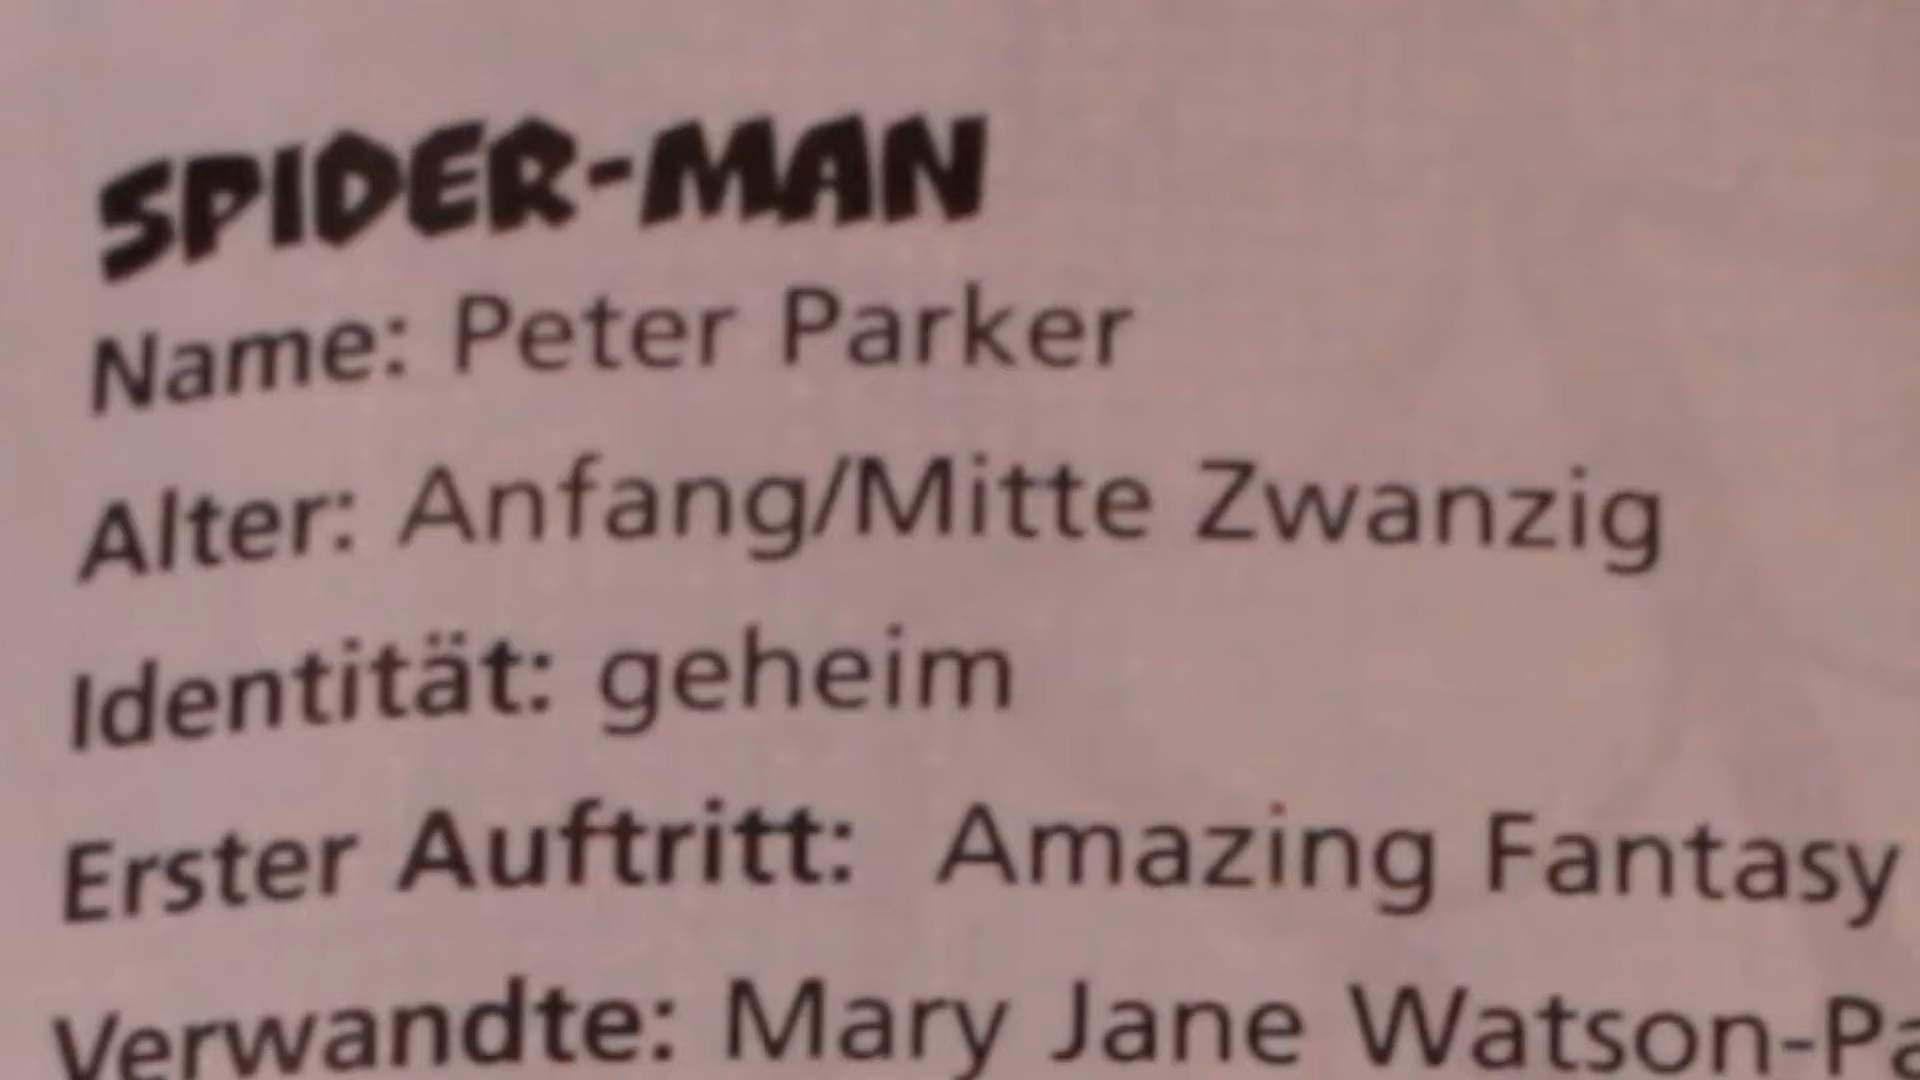 SPIDER-MAN
Name: Peter Parker
Alter: Anfang/Mitte Zwanzig
Identität: geheim
Erster Auftritt: Amazing Fantasy
Verwandte: Mary Jane Watson-Pa